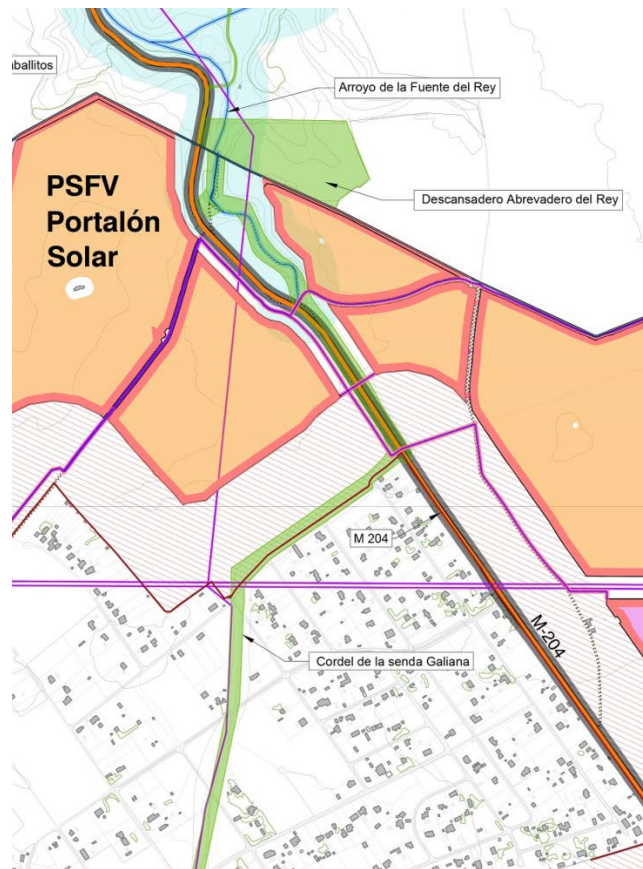 aballitos
Arroyo de la Fuente del Rey
PSFV
Portalón
Solar
Descansadero Abrevadero del Rey
M 204
M-204
Cordel de la senda Galiana